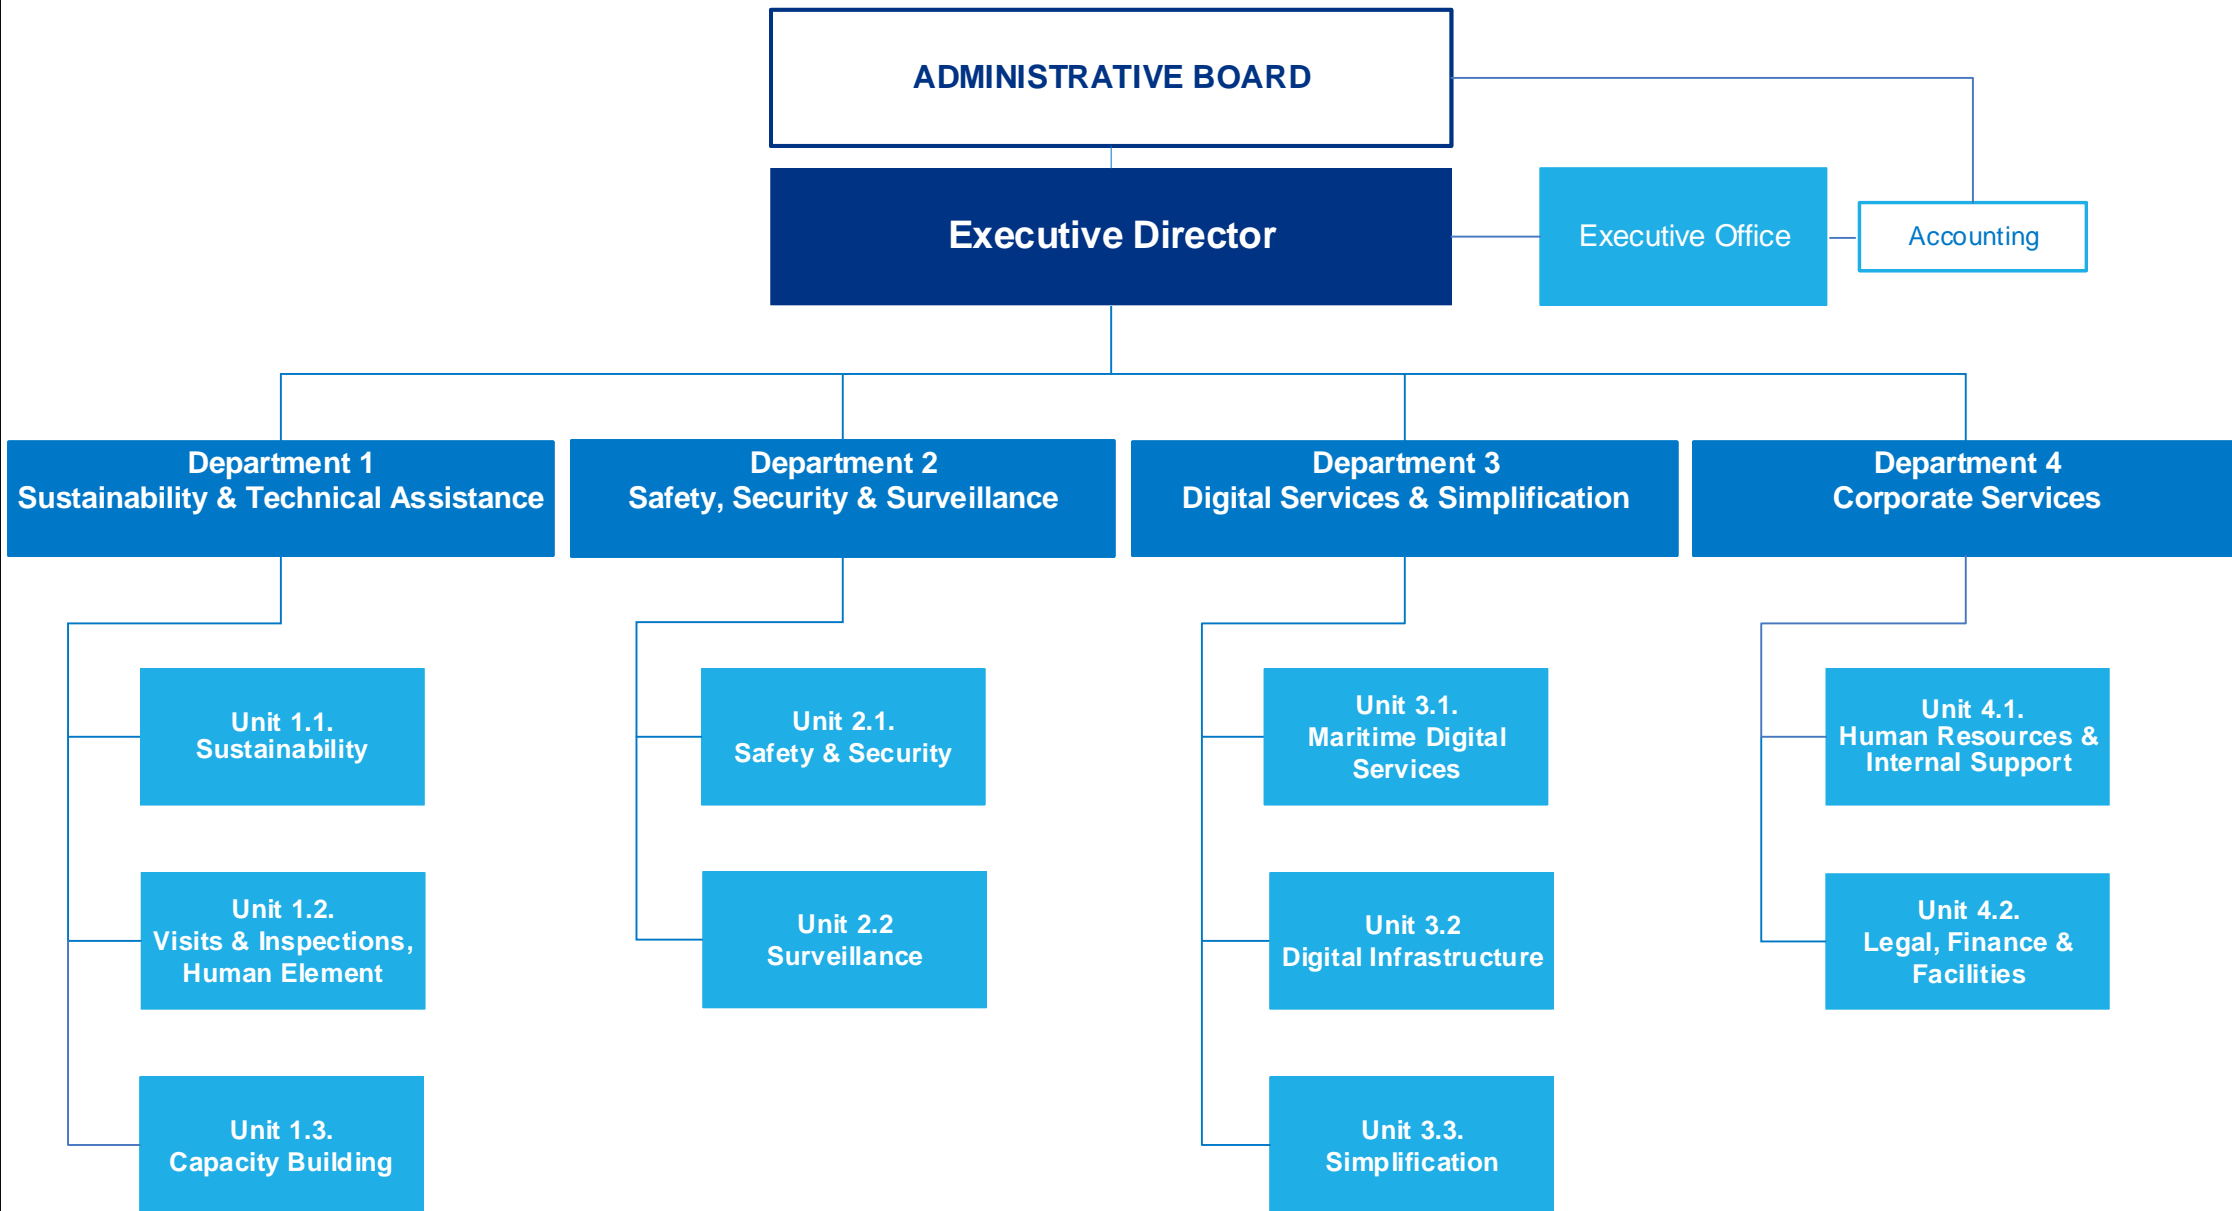 ADMINISTRATIVE BOARD
Executive Director
Executive Office
Accounting
Department 1
Sustainability & Technical Assistance
Department 2
Safety, Security & Surveillance
Department 3
Digital Services & Simplification
Department 4
Corporate Services
Unit 1.1.
Sustainability
Unit 1.2.
Visits & Inspections,
Human Element
Unit 1.3.
Capacity Building
Unit 2.1.
Safety & Security
Unit 2.2
Surveillance
Unit 3.1.
Maritime Digital
Services
Unit 3.2
Digital Infrastructure
Unit 3.3.
Simplification
Unit 4.1.
Human Resources &
Internal Support
Unit 4.2.
Legal, Finance &
Facilities